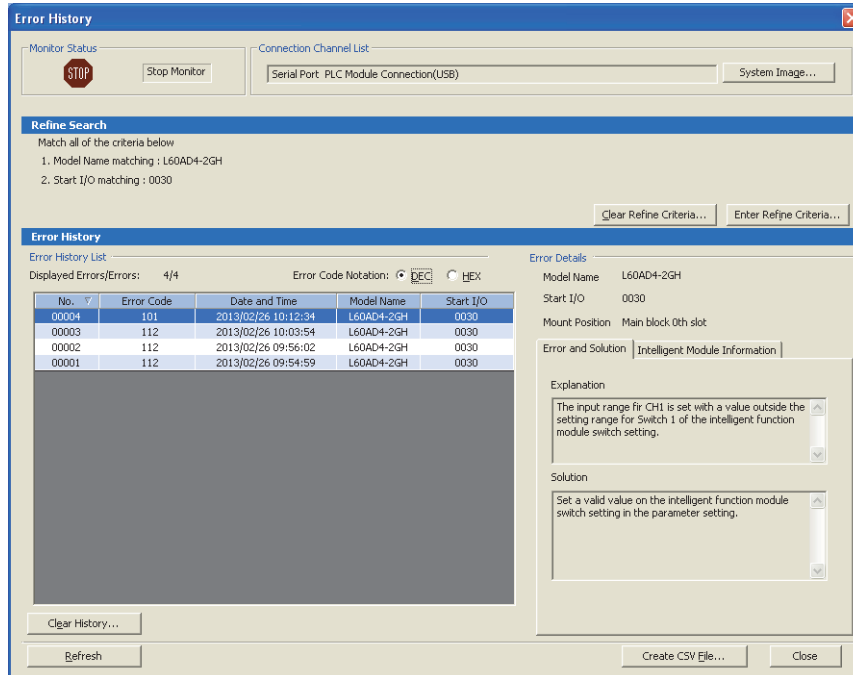 Error History
Monitor Status
STOP
Stop Monitor
Connection Channel List
Serial Port PLC Module Connection(USB)
System Image...
Refine Search
Match all of the criteria below
1. Model Name matching : L60AD4-2GH
2. Start I/O matching : 0030
Clear Refine Criteria...
Enter Refine Criteria...
Error History
Error History List
Displayed Errors/Errors: 4/4
Error Code Notation: DEC HEX
No. Error Code Date and Time Model Name Start I/O
00004 101 2013/02/26 10:12:34 L60AD4-2GH 0030
00003 112 2013/02/26 10:03:54 L60AD4-2GH 0030
00002 112 2013/02/26 09:56:02 L60AD4-2GH 0030
00001 112 2013/02/26 09:54:59 L60AD4-2GH 0030
Clear History...
Error Details
Model Name L60AD4-2GH
Start I/O 0030
Mount Position Main block 0th slot
Error and Solution
Intelligent Module Information
Explanation
The input range fir CH1 is set with a value outside the
setting range for Switch 1 of the intelligent function
module switch setting.
Solution
Set a valid value on the intelligent function module
switch setting in the parameter setting.
Refresh
Create CSV File...
Close